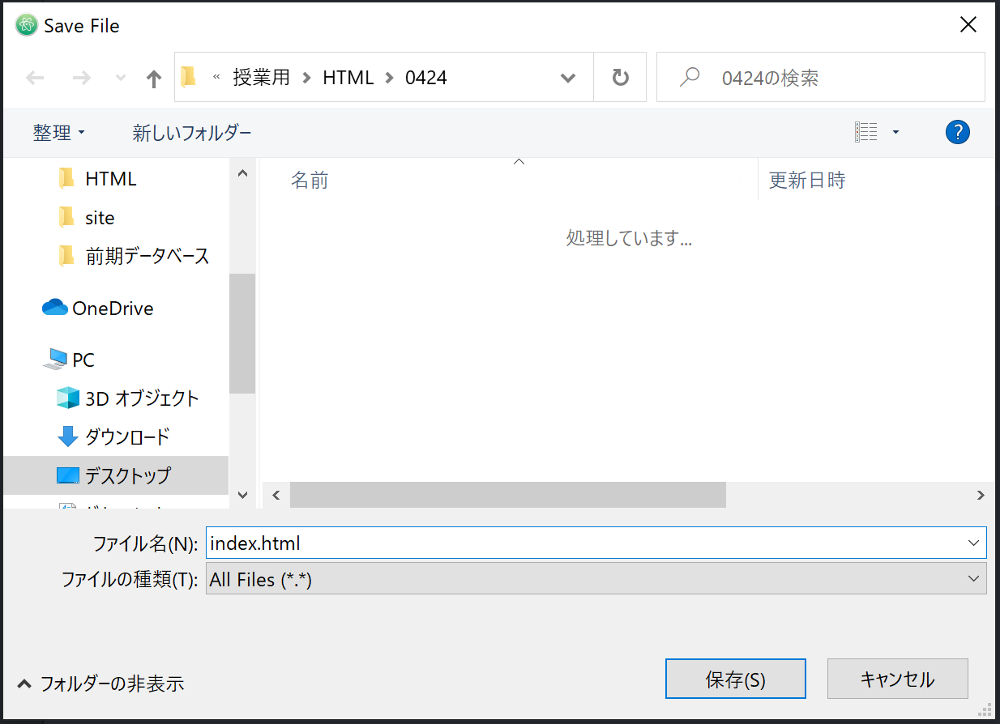 Save File
« 授業用 > HTML > 0424
0424の検索
整理
新しいフォルダー
?
HTML
site
前期データベース
OneDrive
PC
3D オブジェクト
ダウンロード
デスクトップ
名前
更新日時
処理しています...
ファイル名(N):
index.html
ファイルの種類(T):
All Files (*.*)
フォルダーの非表示
保存(S)
キャンセル